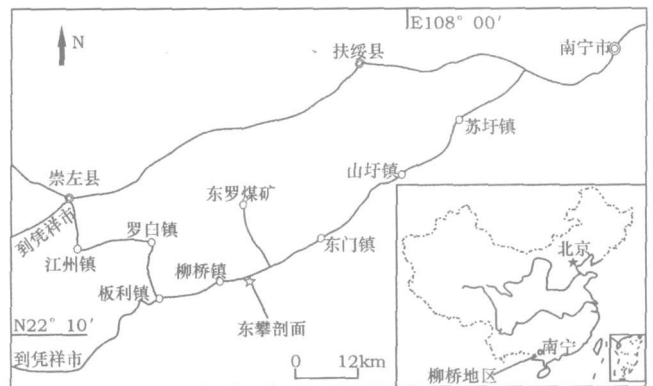 E108° 00′
N
扶绥县
南宁市
苏圩镇
山圩镇
崇左县
东罗煤矿
到凭祥市
罗白镇
东门镇
江州镇
柳桥镇
板利镇
北京
N22° 10′
东攀剖面
南宁
到凭祥市
0 12km
柳桥地区